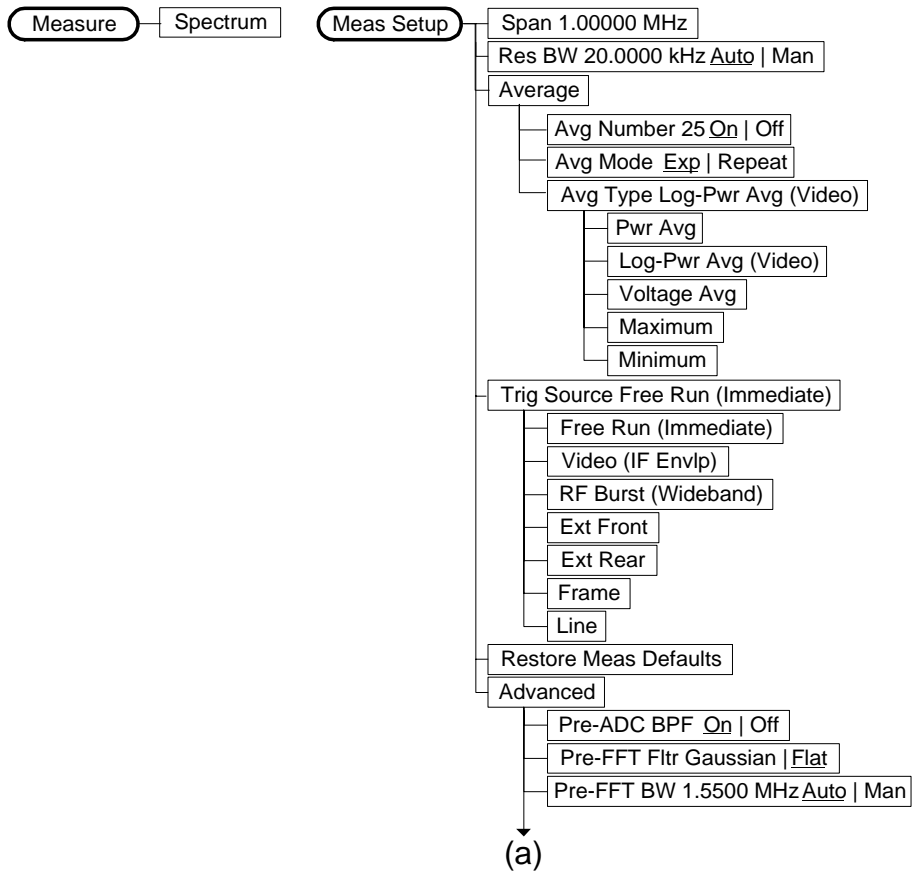 Measure
Spectrum
Meas Setup
Span 1.00000 MHz
Res BW 20.0000 kHz Auto | Man
Average
Avg Number 25 On | Off
Avg Mode Exp | Repeat
Avg Type Log-Pwr Avg (Video)
Pwr Avg
Log-Pwr Avg (Video)
Voltage Avg
Maximum
Minimum
Trig Source Free Run (Immediate)
Free Run (Immediate)
Video (IF Envlp)
RF Burst (Wideband)
Ext Front
Ext Rear
Frame
Line
Restore Meas Defaults
Advanced
Pre-ADC BPF On | Off
Pre-FFT Fltr Gaussian | Flat
Pre-FFT BW 1.5500 MHz Auto | Man
(a)